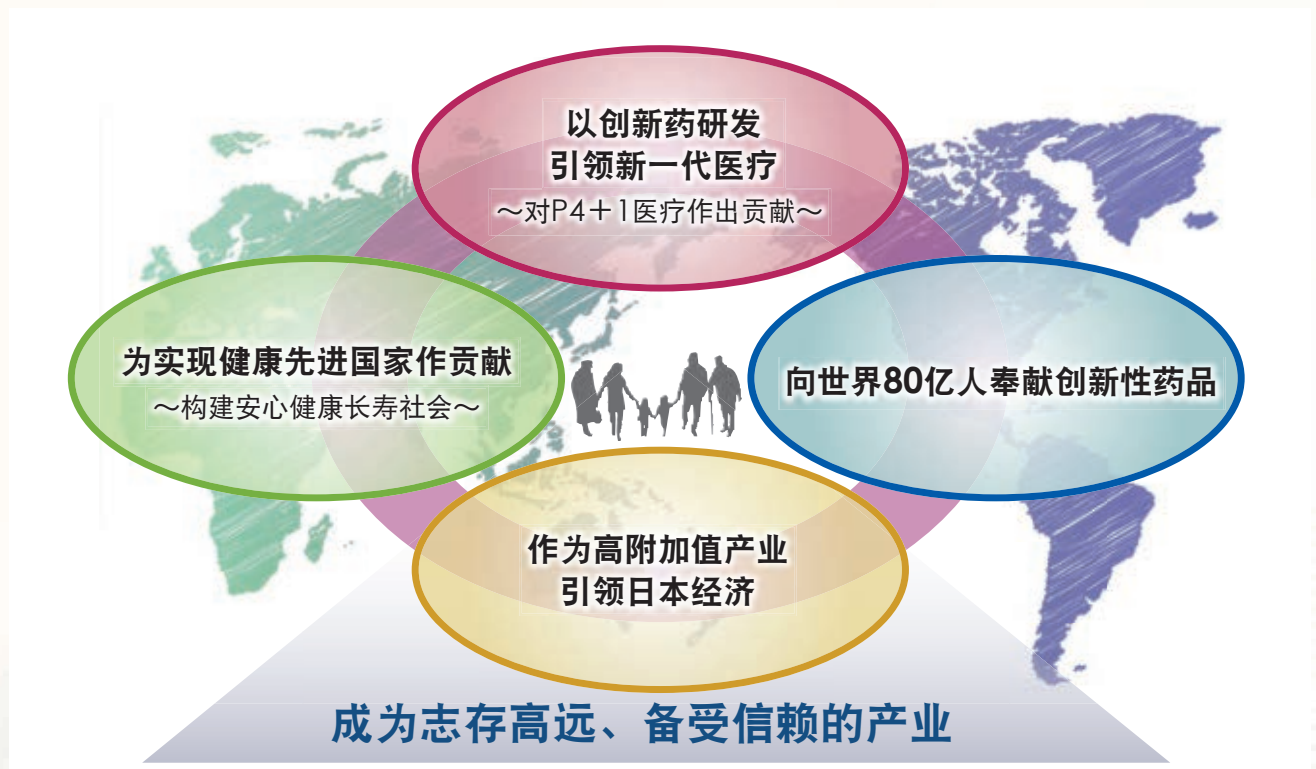 以创新药研发
引领新一代医疗
～对P4＋1医疗作出贡献～
为实现健康先进国家作贡献
～构建安心健康长寿社会～
向世界80亿人奉献创新性药品
作为高附加值产业
引领日本经济
成为志存高远、备受信赖的产业